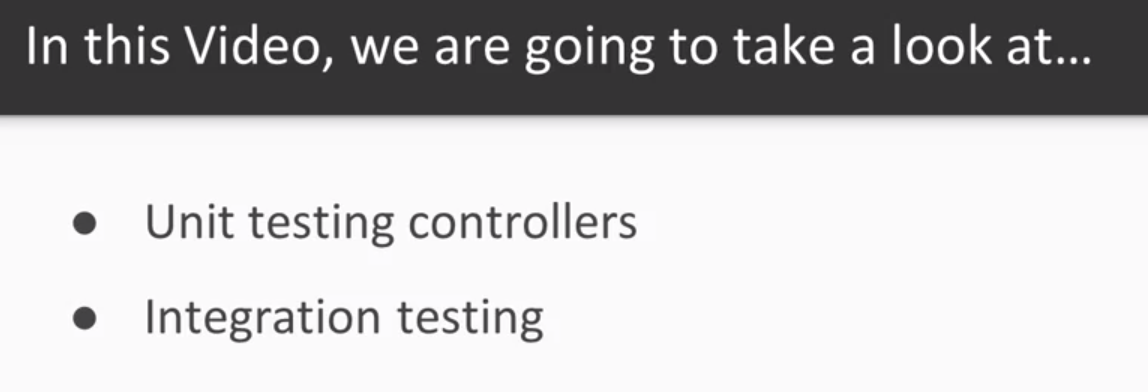 In this Video, we are going to take a look at...
● Unit testing controllers
● Integration testing